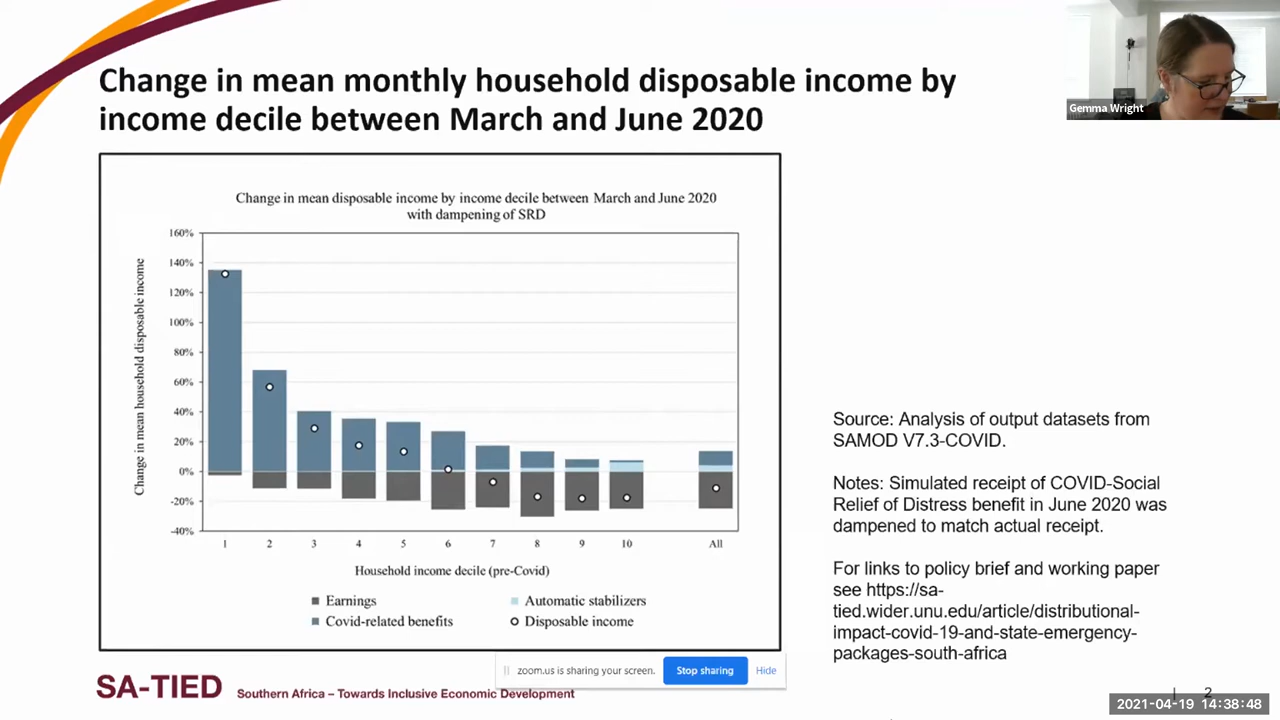 Change in mean monthly household disposable income by
income decile between March and June 2020
Gemma Wright
Change in mean disposable income by income decile between March and June 2020
with dampening of SRD
Change in mean household disposable income
160%
140%
120%
100%
80%
60%
40%
20%
0%
-20%
-40%
1 2 3 4 5 6 7 8 9 10 All
Household income decile (pre-Covid)
Earnings Automatic stabilizers
Covid-related benefits Disposable income
Source: Analysis of output datasets from
SAMOD V7.3-COVID.
Notes: Simulated receipt of COVID-Social
Relief of Distress benefit in June 2020 was
dampened to match actual receipt.
For links to policy brief and working paper
see https://sa-
tied.wider.unu.edu/article/distributional-
impact-covid-19-and-state-emergency-
packages-south-africa
zoom.us is sharing your screen. Stop sharing Hide
SA-TIED Southern Africa – Towards Inclusive Economic Development
| 2
2021-04-19 14:38:48